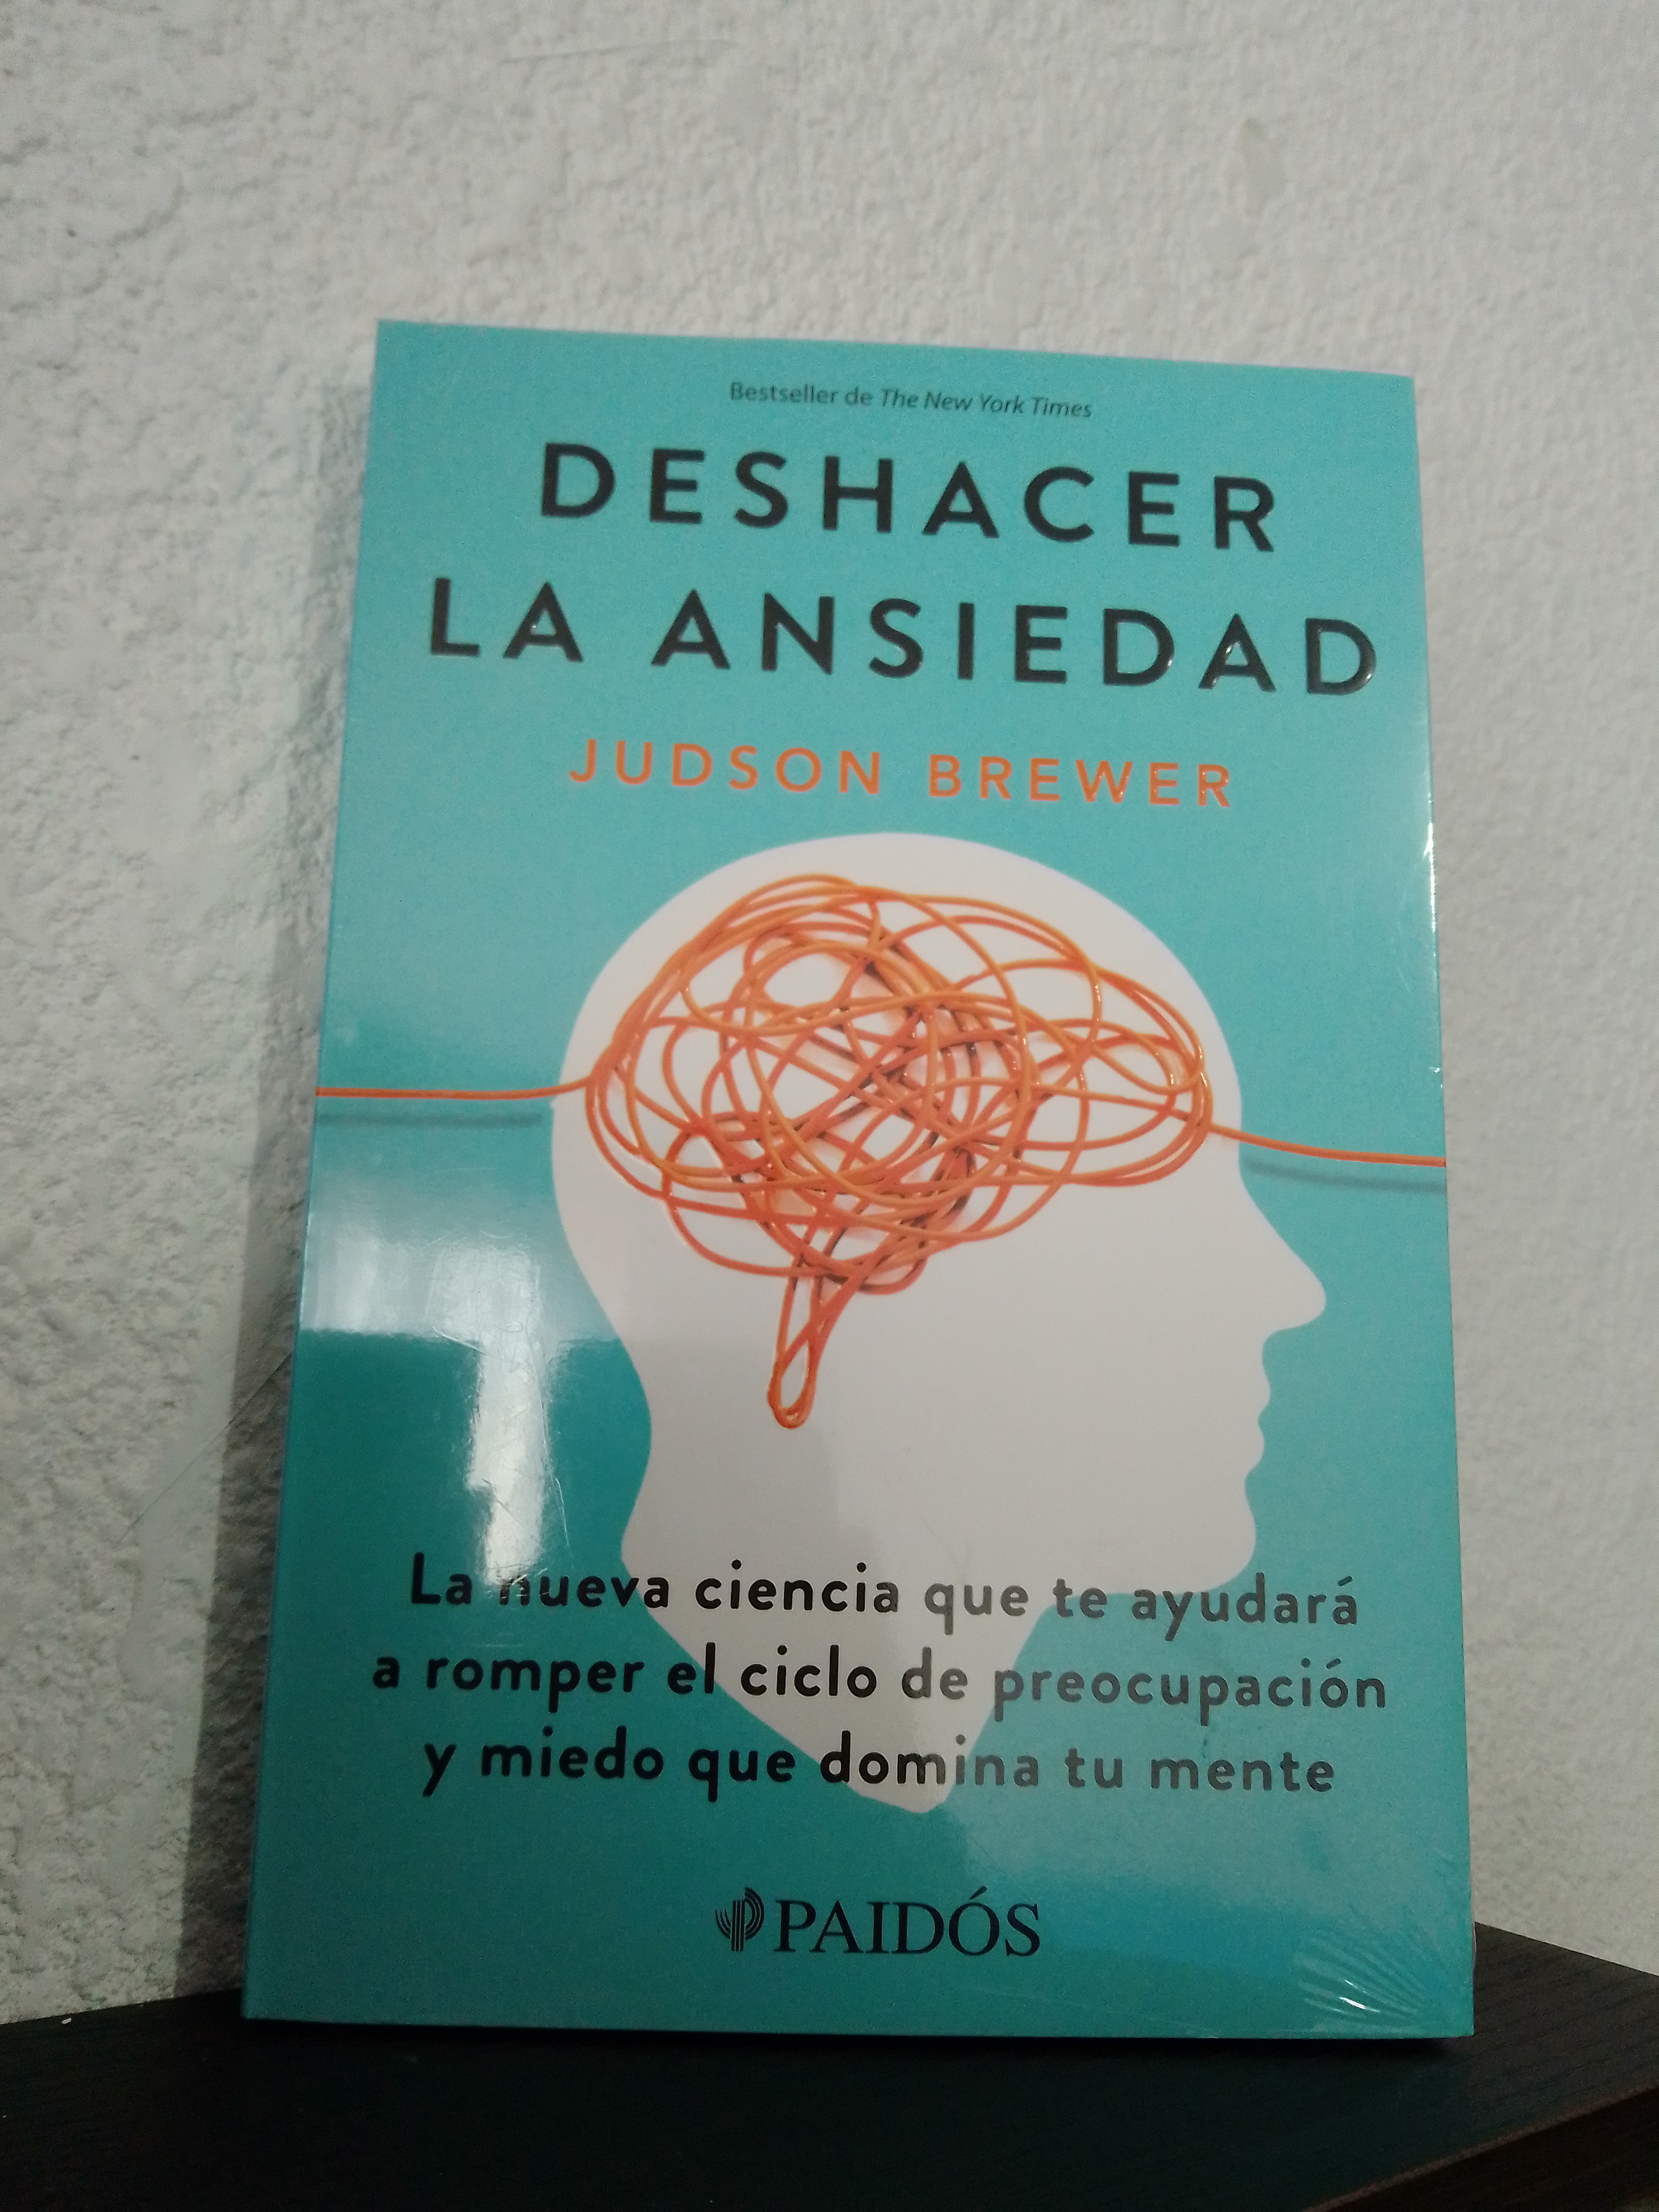 Bestseller de The New York Times
DESHACER
LA ANSIEDAD
JUDSON BREWER
La nueva ciencia que te ayudará
a romper el ciclo de preocupación
y miedo que domina tu mente
PAIDÓS